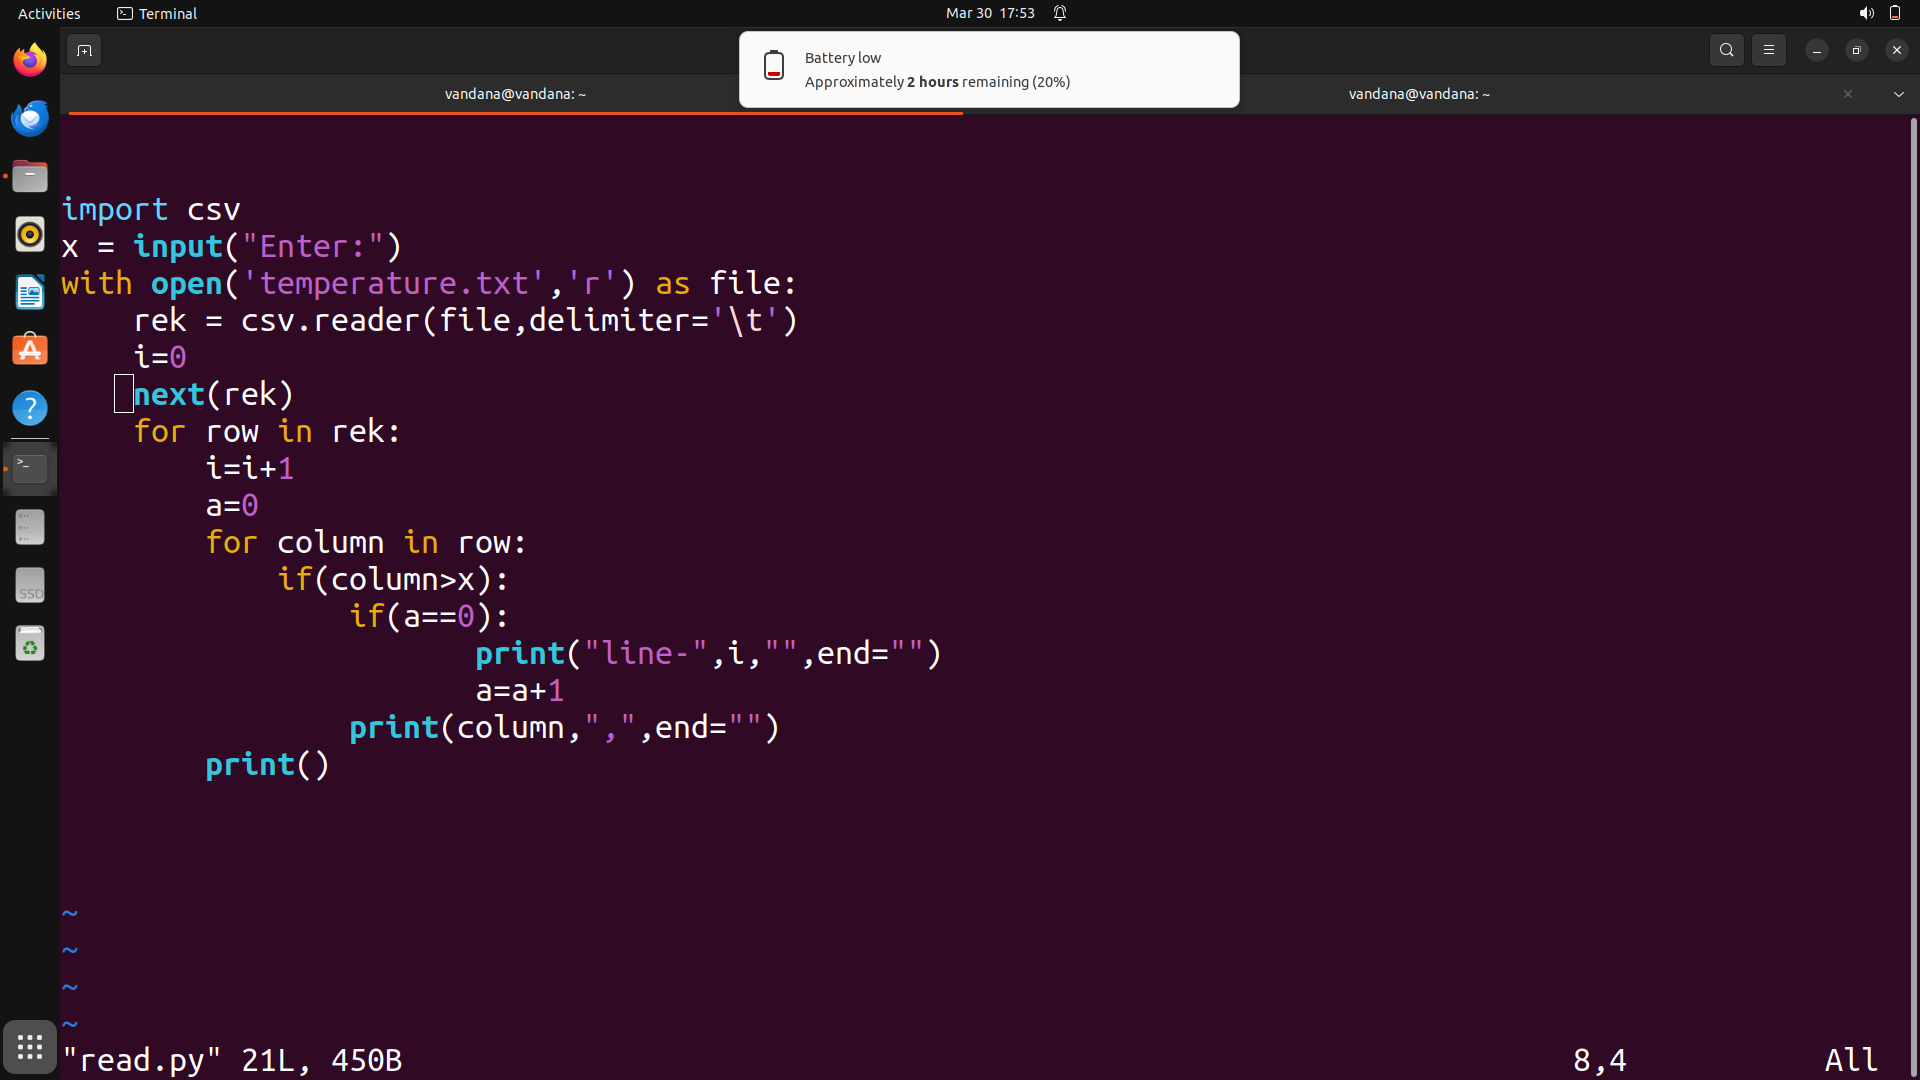 Activities Terminal Mar 30 17:53
Battery low
Approximately 2 hours remaining (20%)
vandana@vandana: ~ vandana@vandana: ~
import csv
x = input("Enter:")
with open('temperature.txt','r') as file:
    rek = csv.reader(file,delimiter='\t')
    i=0
    next(rek)
    for row in rek:
        i=i+1
        a=0
        for column in row:
            if(column>x):
                if(a==0):
                       print("line-",i,"",end="")
                       a=a+1
                print(column,",",end="")
        print()
~
~
~
~
"read.py" 21L, 450B 8,4 All
SSD